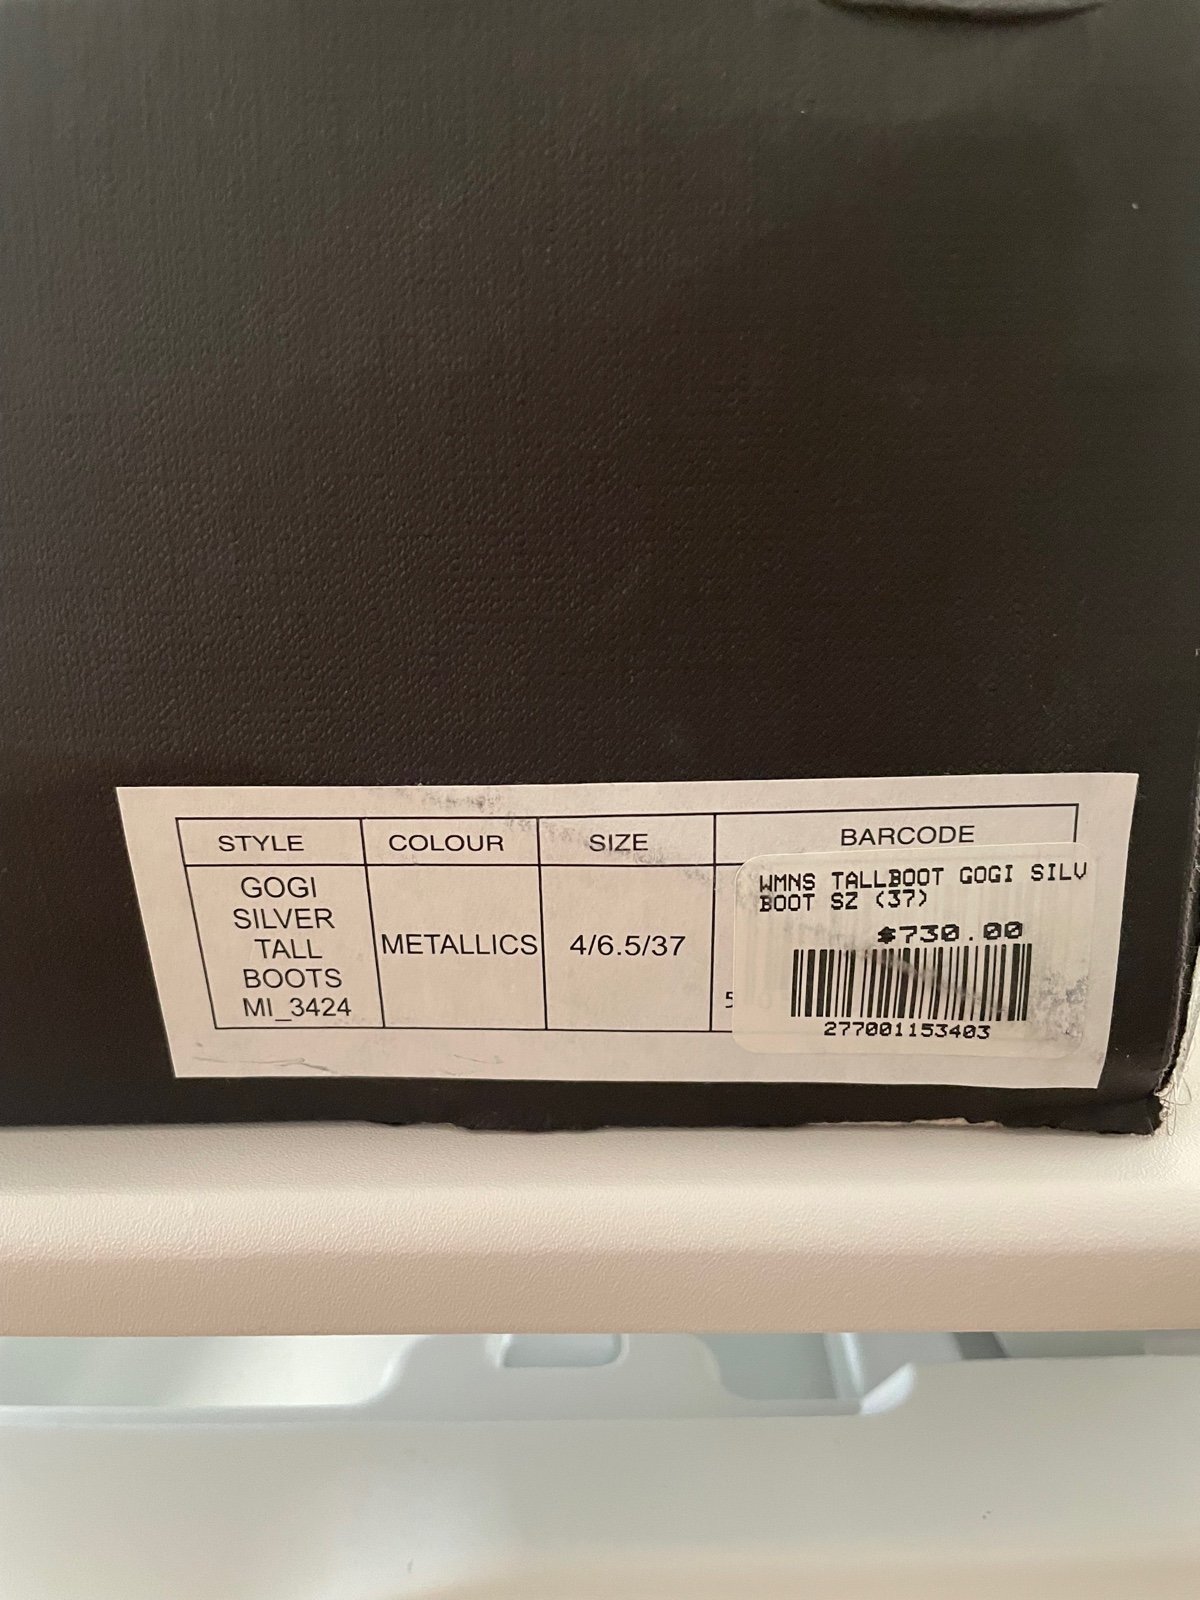 STYLE COLOUR SIZE BARCODE
GOGI
SILVER
TALL
BOOTS
MI_3424
METALLICS
4/6.5/37
5
WMNS TALLBOOT GOGI SILV
BOOT SZ (37)
$730.00
277001153403